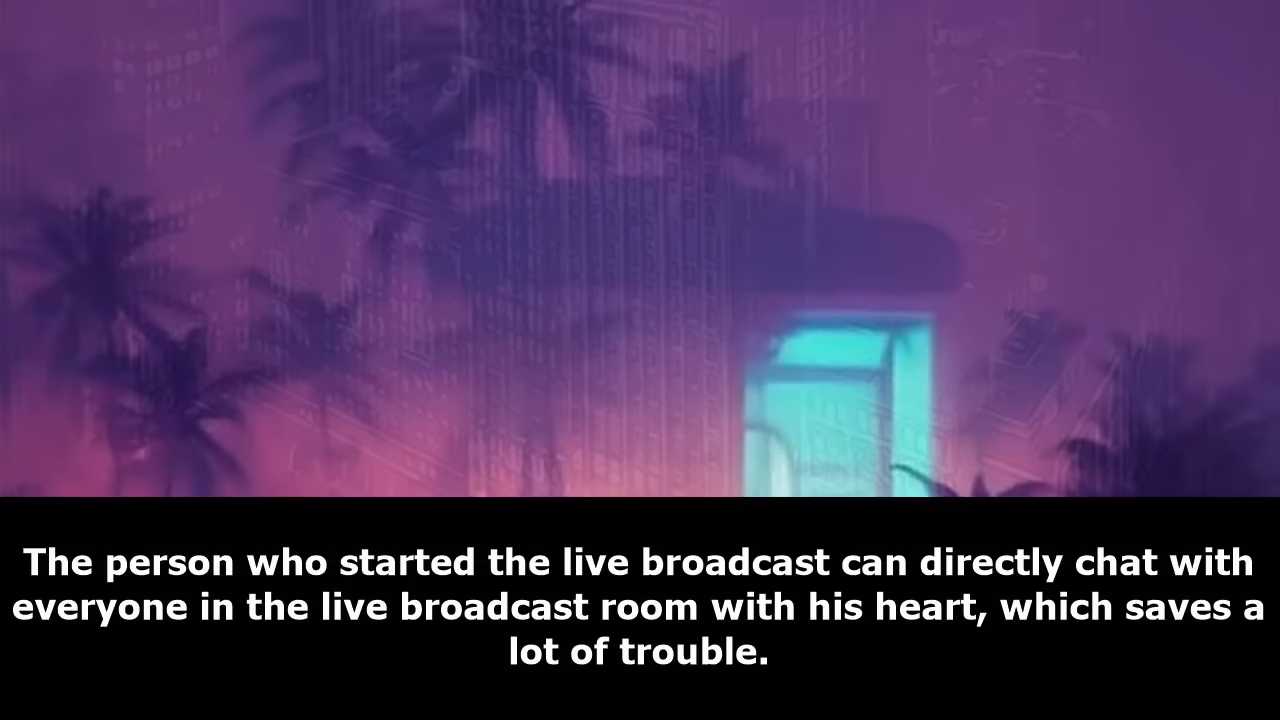 The person who started the live broadcast can directly chat with
everyone in the live broadcast room with his heart, which saves a
lot of trouble.